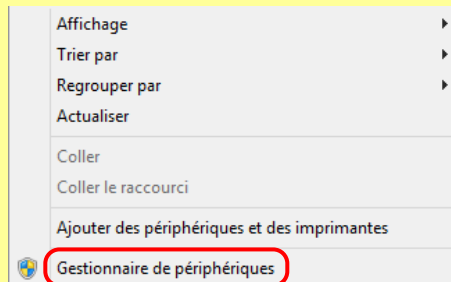 Affichage
Trier par
Regrouper par
Actualiser
Coller
Coller le raccourci
Ajouter des périphériques et des imprimantes
Gestionnaire de périphériques